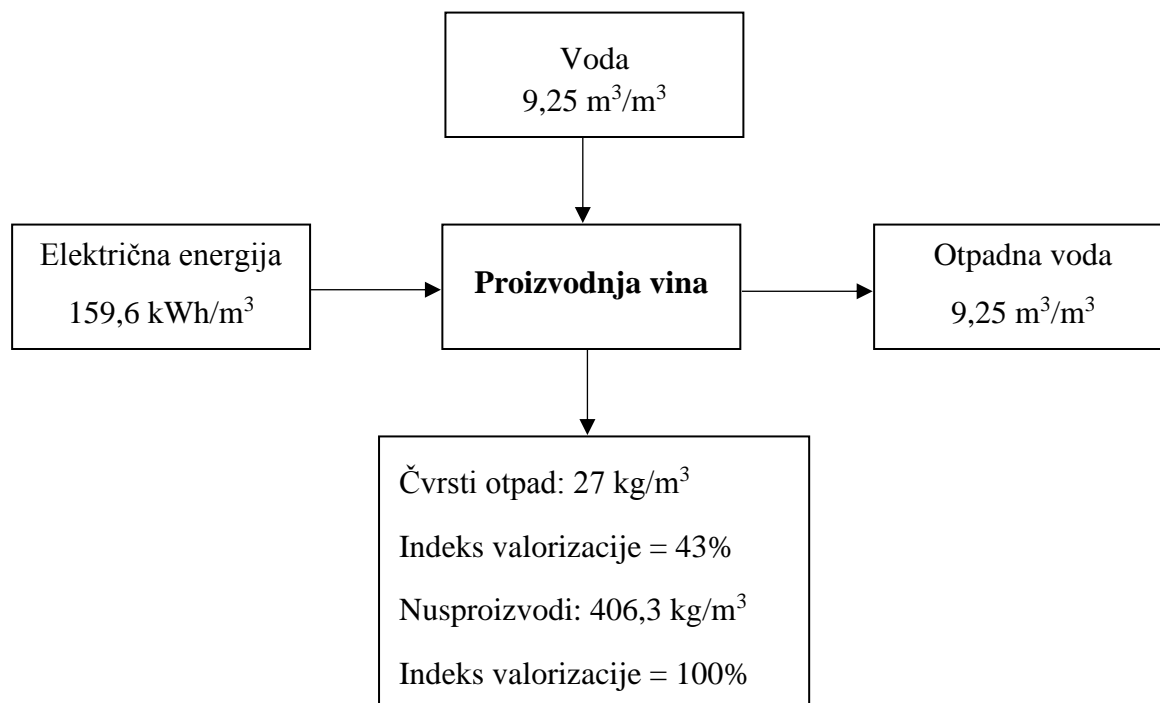 Voda
9,25 m³/m³
Električna energija
159,6 kWh/m³
Proizvodnja vina
Otpadna voda
9,25 m³/m³
Čvrsti otpad: 27 kg/m³
Indeks valorizacije = 43%
Nusproizvodi: 406,3 kg/m³
Indeks valorizacije = 100%